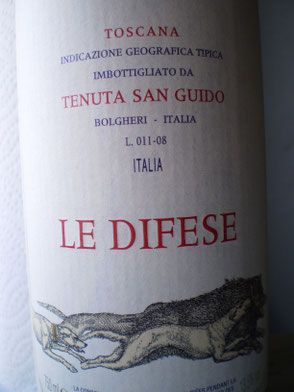 TOSCANA
INDICAZIONE GEOGRAFICA TIPICA
IMBOTTIGLIATO DA
TENUTA SAN GUIDO
BOLGHERI - ITALIA
L. 011-08
ITALIA
LE DIFESE